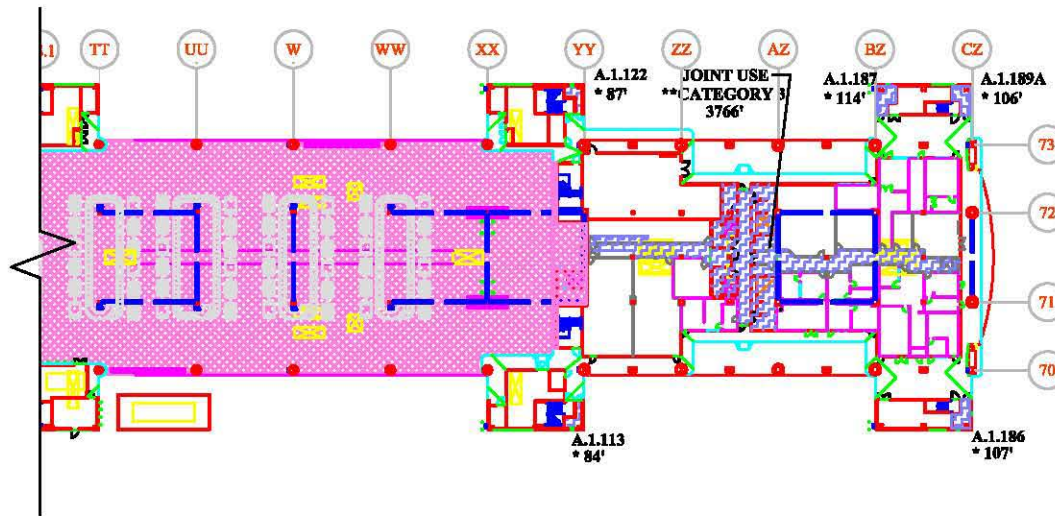 TT UU W WW XX YY ZZ AZ BZ CZ
A.1.122
* 87'
JOINT USE
**CATEGORY 3
3766'
A.1.187
* 114'
A.1.189A
* 106'
73
72
71
70
A.1.113
* 84'
A.1.186
* 107'